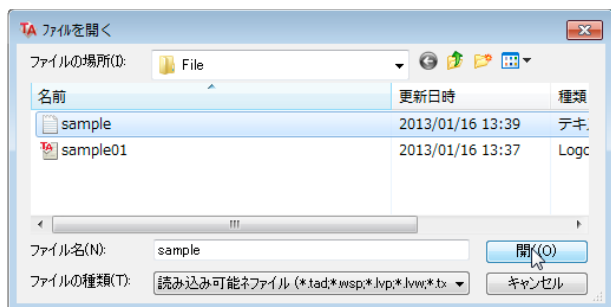 TA ファイルを開く
ファイルの場所(I): File
名前 更新日時 種類
sample 2013/01/16 13:39 テキ
sample01 2013/01/16 13:37 Logo
ファイル名(N): sample 開く(O)
ファイルの種類(T): 読み込み可能ネファイル (*.tad;*.wsp;*.lvp;*.lvw;*.tx キャンセル